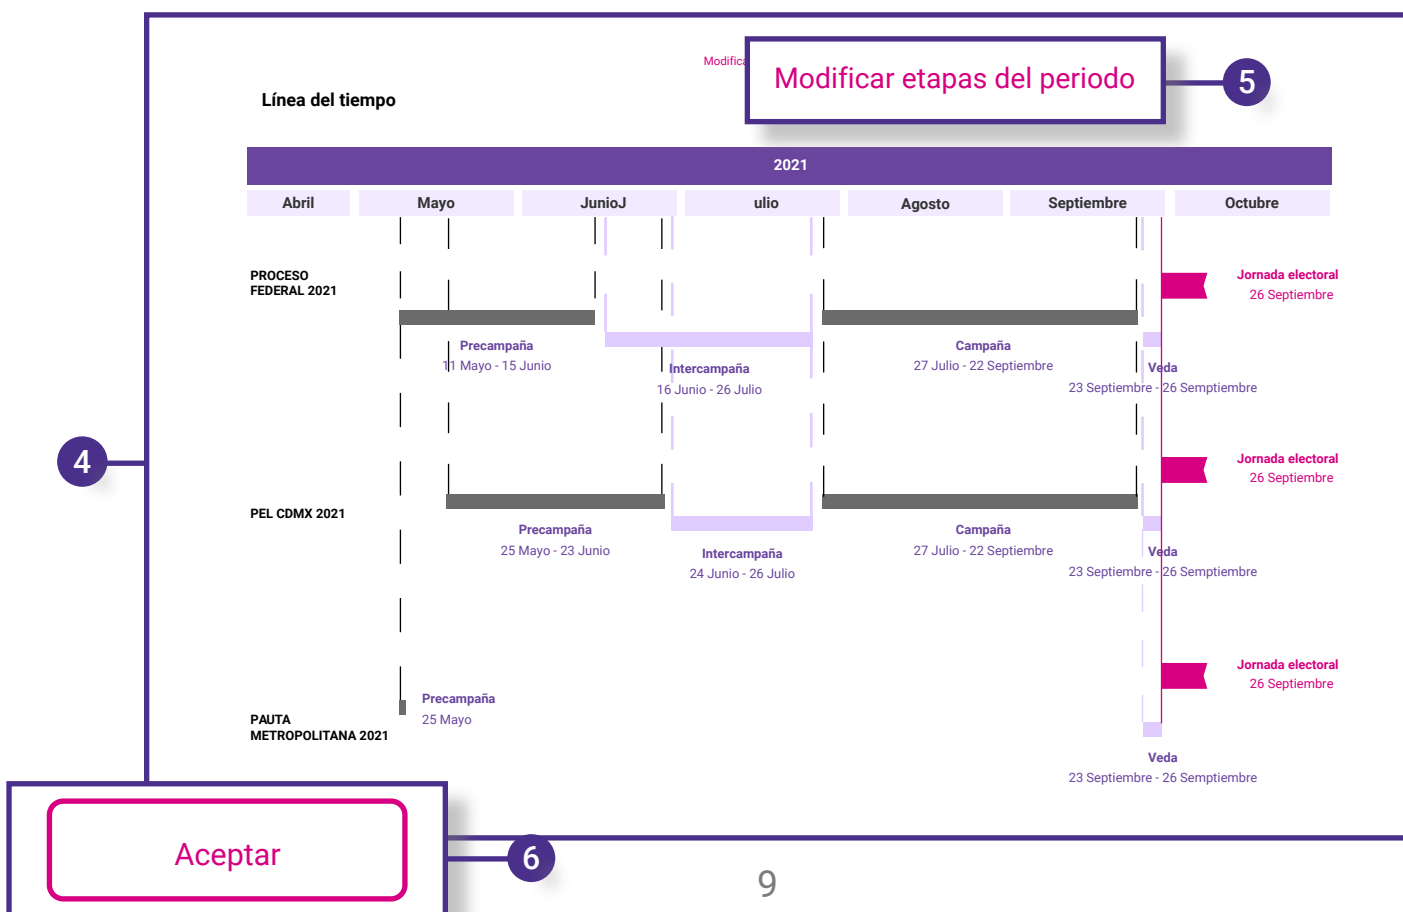 Modifica
Modificar etapas del periodo
5
Línea del tiempo
2021
Abril
Mayo
JunioJ
ulio
Agosto
Septiembre
Octubre
PROCESO
FEDERAL 2021
Jornada electoral
26 Septiembre
Precampaña
11 Mayo - 15 Junio
Intercampaña
16 Junio - 26 Julio
Campaña
27 Julio - 22 Septiembre
Veda
23 Septiembre - 26 Semptiembre
4
PEL CDMX 2021
Jornada electoral
26 Septiembre
Precampaña
25 Mayo - 23 Junio
Intercampaña
24 Junio - 26 Julio
Campaña
27 Julio - 22 Septiembre
Veda
23 Septiembre - 26 Semptiembre
PAUTA
METROPOLITANA 2021
Precampaña
25 Mayo
Jornada electoral
26 Septiembre
Veda
23 Septiembre - 26 Semptiembre
Aceptar
6
9